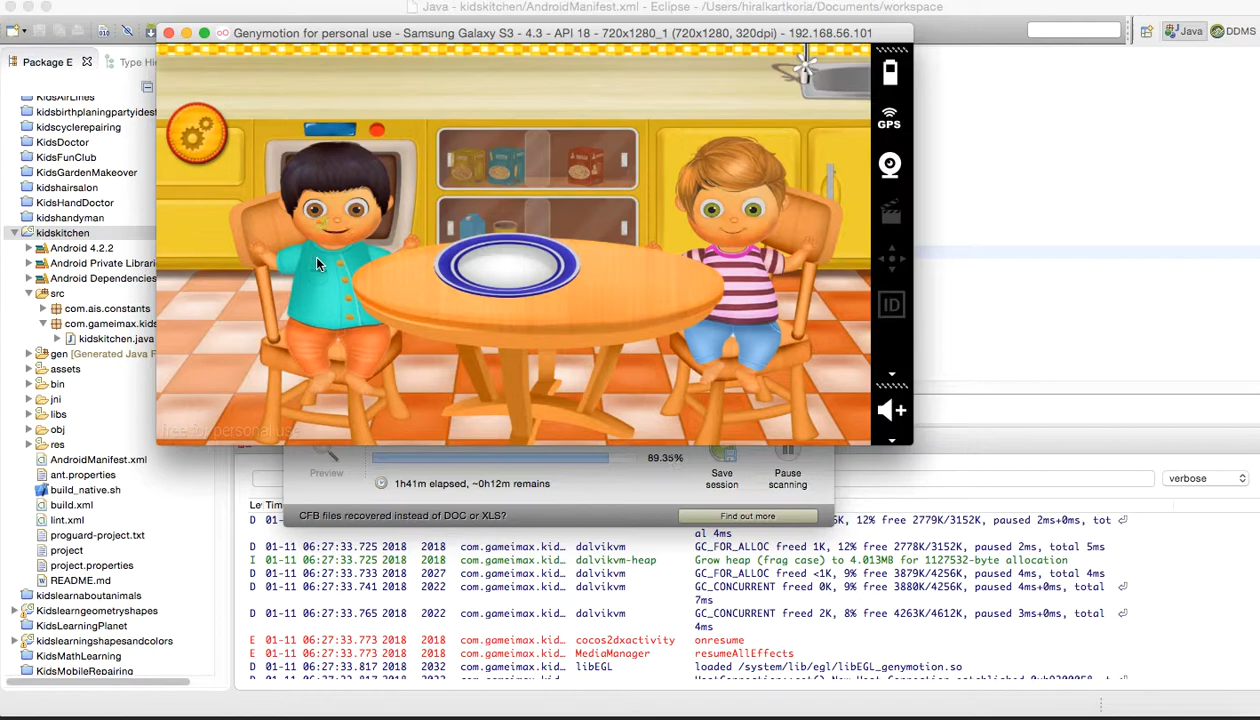 Java - kidskitchen/AndroidManifest.xml - Eclipse - /Users/hiralkartkoria/Documents/workspace
Java
DDMS
Package E
Type Hi
Genymotion for personal use - Samsung Galaxy S3 - 4.3 - API 18 - 720x1280_1 (720x1280, 320dpi) - 192.168.56.101
GPS
ID
free for personal use
KidsAirLines
kidsbirthplaningpartyidest
kidscyclerepairing
KidsDoctor
KidsFunClub
KidsGardenMakeover
kidshairsalon
KidsHandDoctor
kidshandyman
kidskitchen
Android 4.2.2
Android Private Librari
Android Dependencies
src
com.ais.constants
com.gameimax.kids
kidskitchen.java
gen [Generated Java F
assets
bin
jni
libs
obj
res
AndroidManifest.xml
ant.properties
build_native.sh
build.xml
lint.xml
proguard-project.txt
project
project.properties
README.md
kidslearnaboutanimals
Kidslearngeometryshapes
KidsLearningPlanet
kidslearningshapesandcolors
KidsMathLearning
KidsMobileRepairing
Preview
89.35%
Save session
Pause scanning
1h41m elapsed, ~0h12m remains
CFB files recovered instead of DOC or XLS?
Find out more
verbose
Le Tim
D 01- K, 12% free 2779K/3152K, paused 2ms+0ms, tot
al 4ms
D 01-11 06:27:33.725 2018 2018 com.gameimax.kid… dalvikvm GC_FOR_ALLOC freed 1K, 12% free 2778K/3152K, paused 2ms, total 5ms
I 01-11 06:27:33.725 2018 2018 com.gameimax.kid… dalvikvm-heap Grow heap (frag case) to 4.013MB for 1127532-byte allocation
D 01-11 06:27:33.733 2018 2027 com.gameimax.kid… dalvikvm GC_FOR_ALLOC freed <1K, 9% free 3879K/4256K, paused 4ms, total 4ms
D 01-11 06:27:33.741 2018 2022 com.gameimax.kid… dalvikvm GC_CONCURRENT freed 0K, 9% free 3880K/4256K, paused 4ms+0ms, total
7ms
D 01-11 06:27:33.765 2018 2022 com.gameimax.kid… dalvikvm GC_CONCURRENT freed 2K, 8% free 4263K/4612K, paused 3ms+0ms, total
4ms
E 01-11 06:27:33.773 2018 2018 com.gameimax.kid… cocos2dxactivity onresume
E 01-11 06:27:33.773 2018 2018 com.gameimax.kid… MediaManager resumeAllEffects
D 01-11 06:27:33.817 2018 2032 com.gameimax.kid… libEGL loaded /system/lib/egl/libEGL_genymotion.so